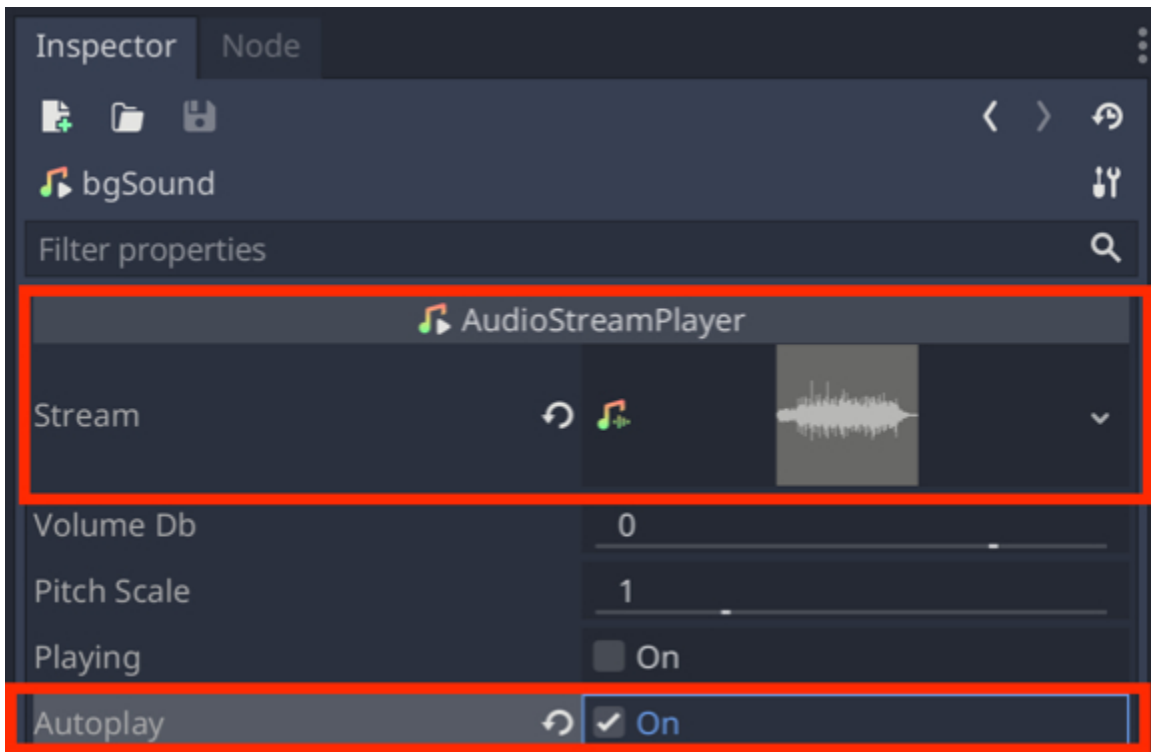 Inspector Node
bgSound
Filter properties
AudioStreamPlayer
Stream
Volume Db 0
Pitch Scale 1
Playing On
Autoplay On